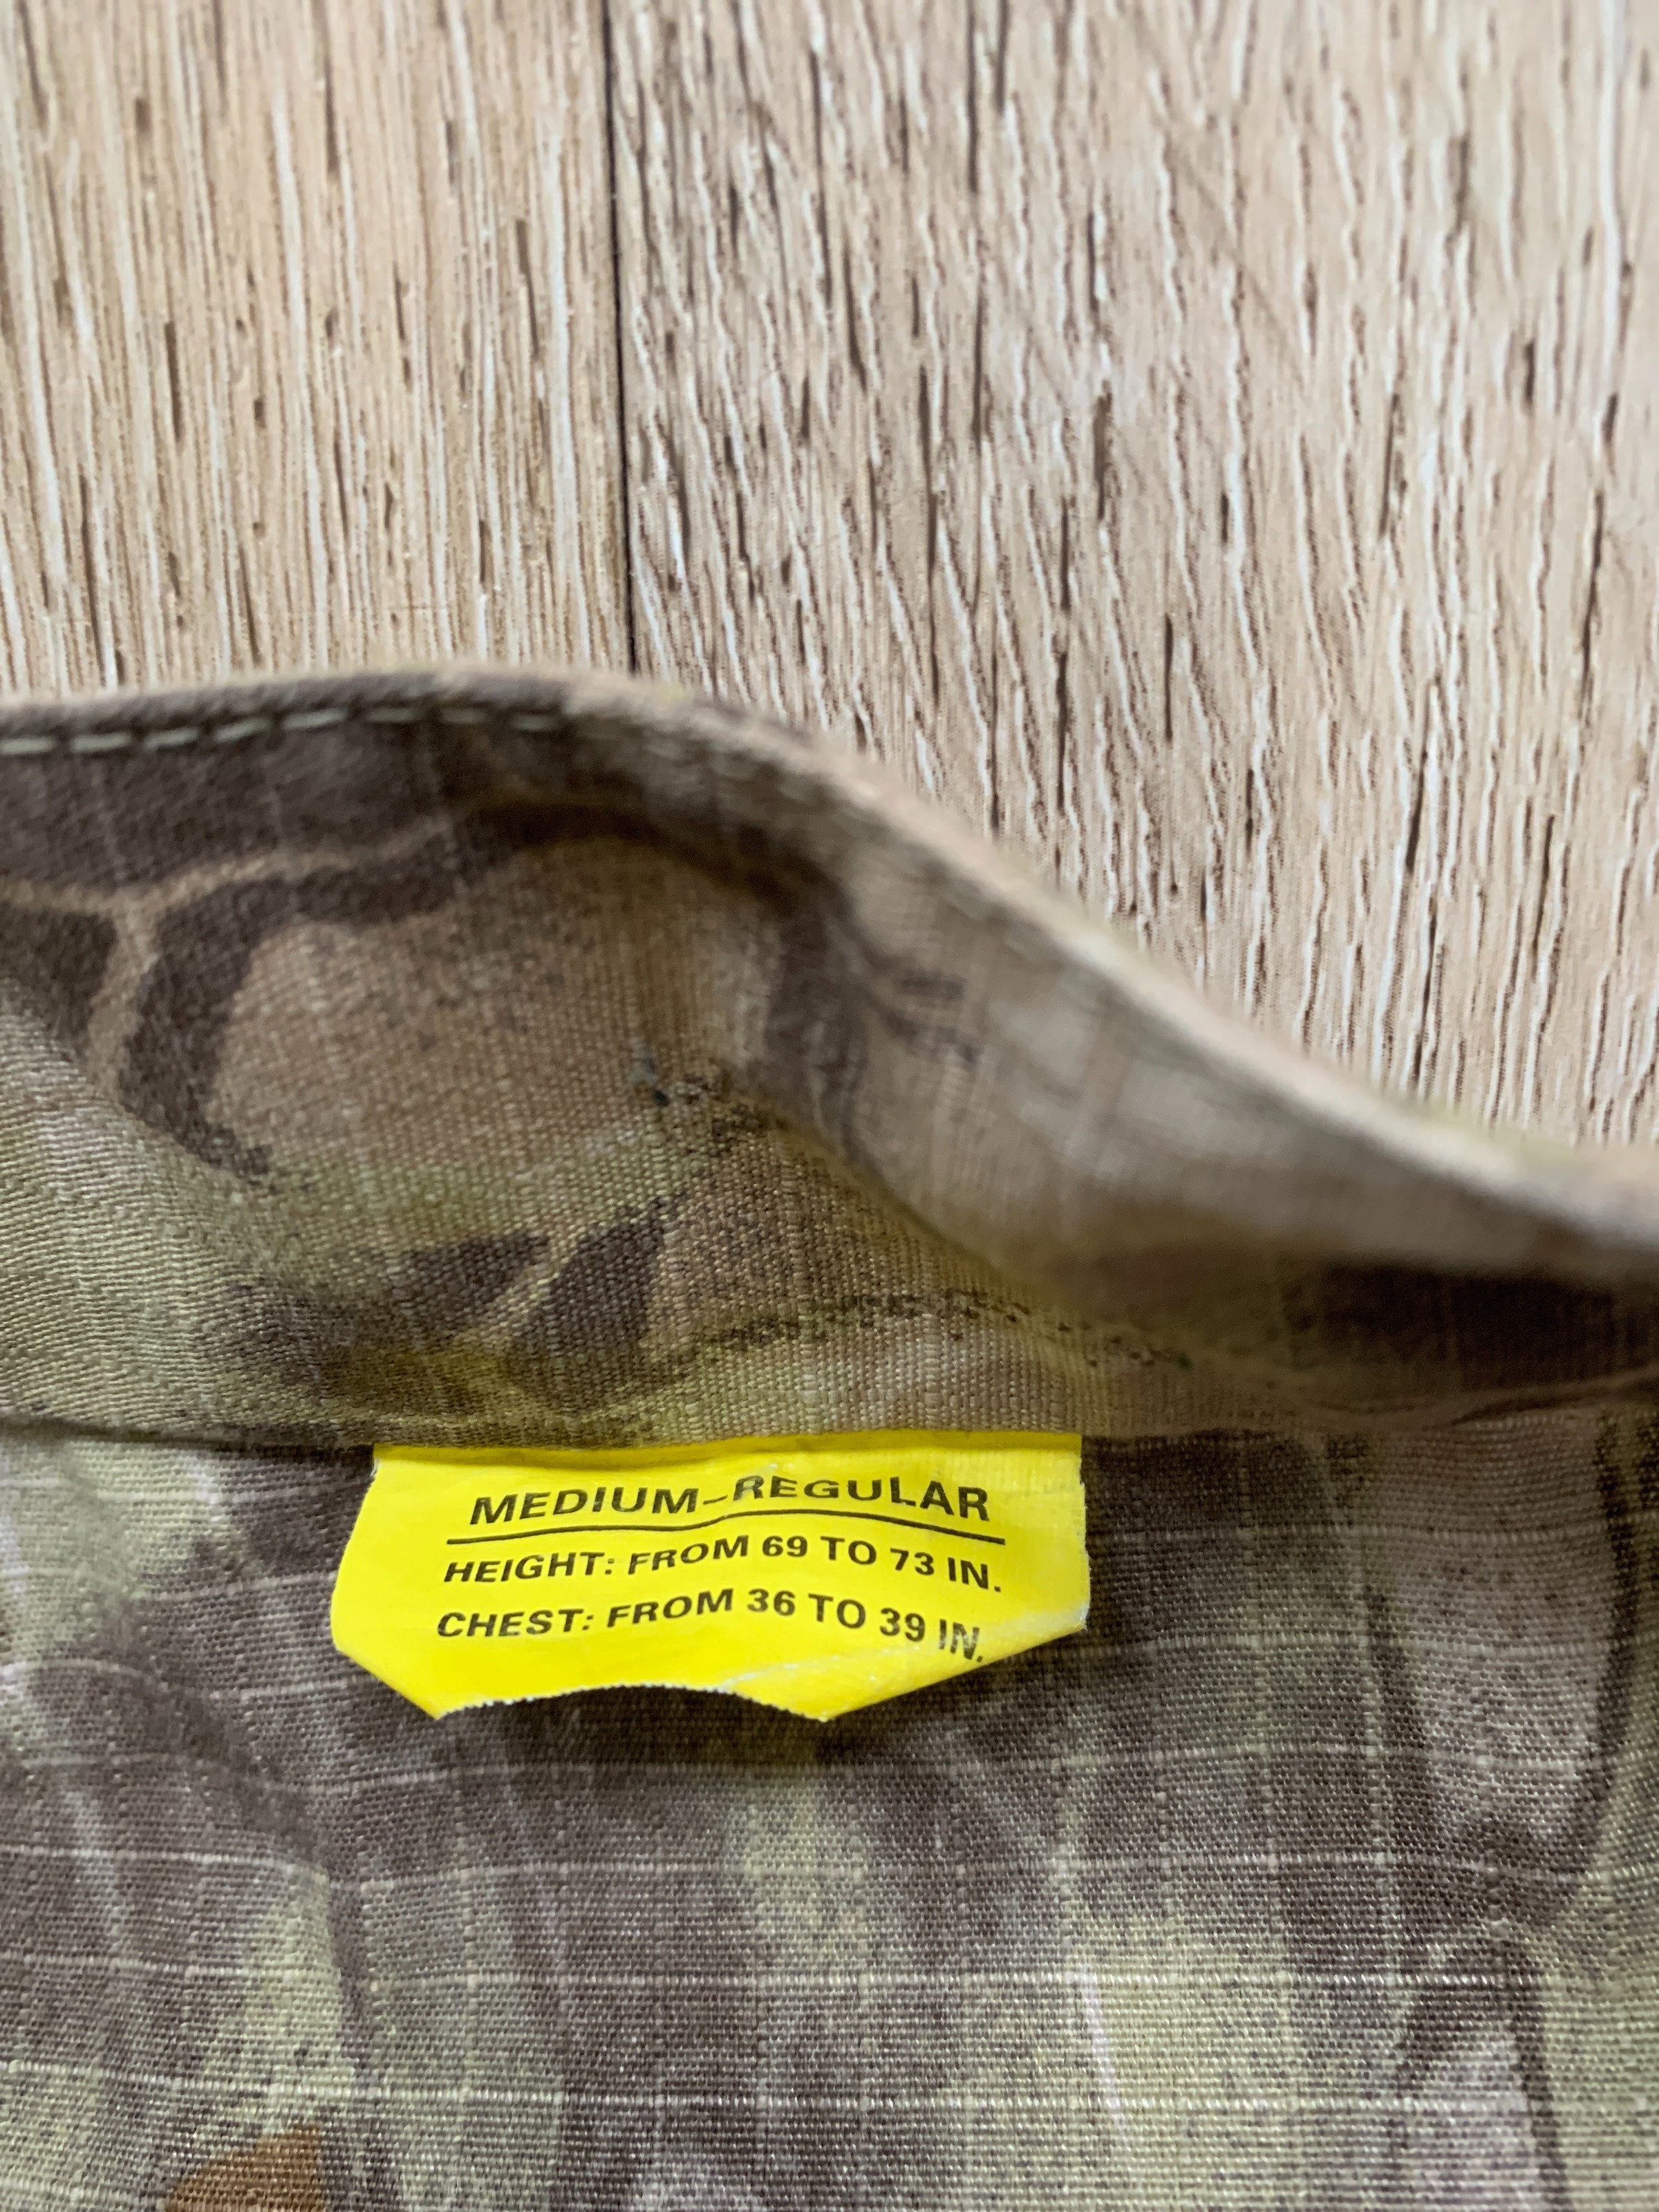 MEDIUM-REGULAR
HEIGHT: FROM 69 TO 73 IN.
CHEST: FROM 36 TO 39 IN.